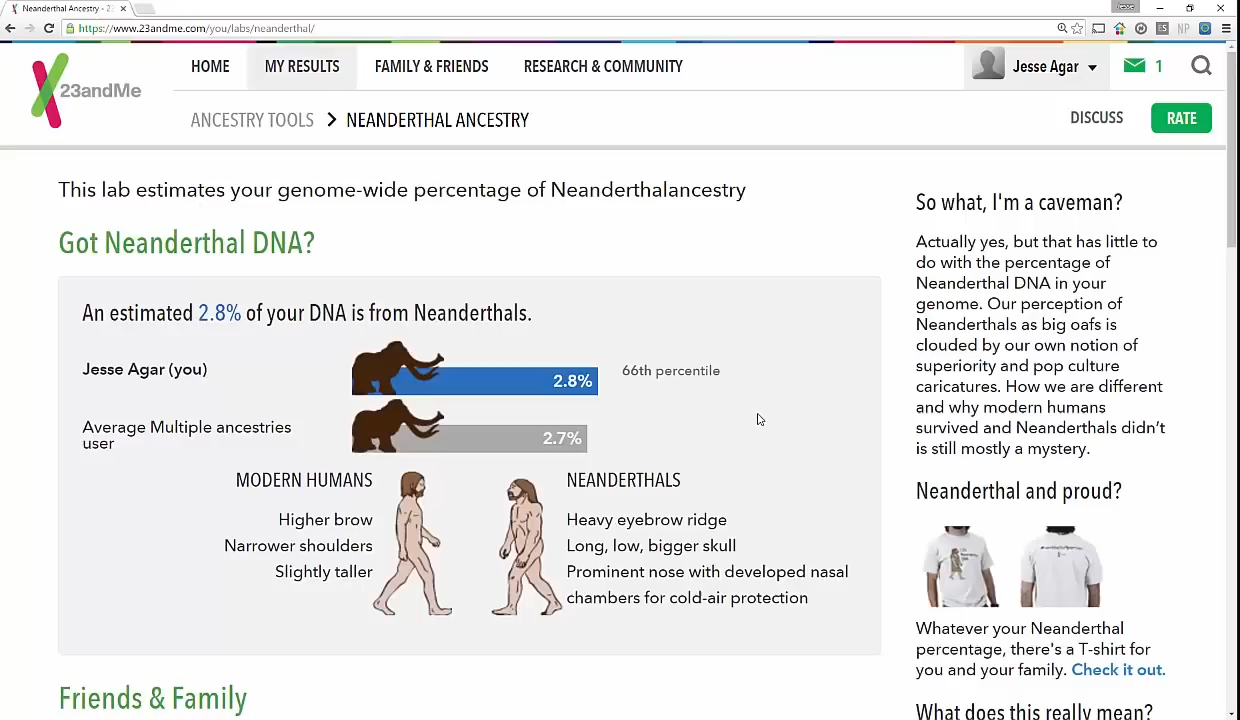 Neanderthal Ancestry - 2
Jesse
https://www.23andme.com/you/labs/neanderthal/
ES
NP
23andMe
HOME
MY RESULTS
FAMILY & FRIENDS
RESEARCH & COMMUNITY
Jesse Agar
1
ANCESTRY TOOLS
NEANDERTHAL ANCESTRY
DISCUSS
RATE
This lab estimates your genome-wide percentage of Neanderthalancestry
Got Neanderthal DNA?
An estimated 2.8% of your DNA is from Neanderthals.
Jesse Agar (you)
2.8%
66th percentile
Average Multiple ancestries
user
2.7%
MODERN HUMANS
Higher brow
Narrower shoulders
Slightly taller
NEANDERTHALS
Heavy eyebrow ridge
Long, low, bigger skull
Prominent nose with developed nasal
chambers for cold-air protection
Friends & Family
So what, I'm a caveman?
Actually yes, but that has little to
do with the percentage of
Neanderthal DNA in your
genome. Our perception of
Neanderthals as big oafs is
clouded by our own notion of
superiority and pop culture
caricatures. How we are different
and why modern humans
survived and Neanderthals didn't
is still mostly a mystery.
Neanderthal and proud?
Whatever your Neanderthal
percentage, there's a T-shirt for
you and your family. Check it out.
What does this really mean?